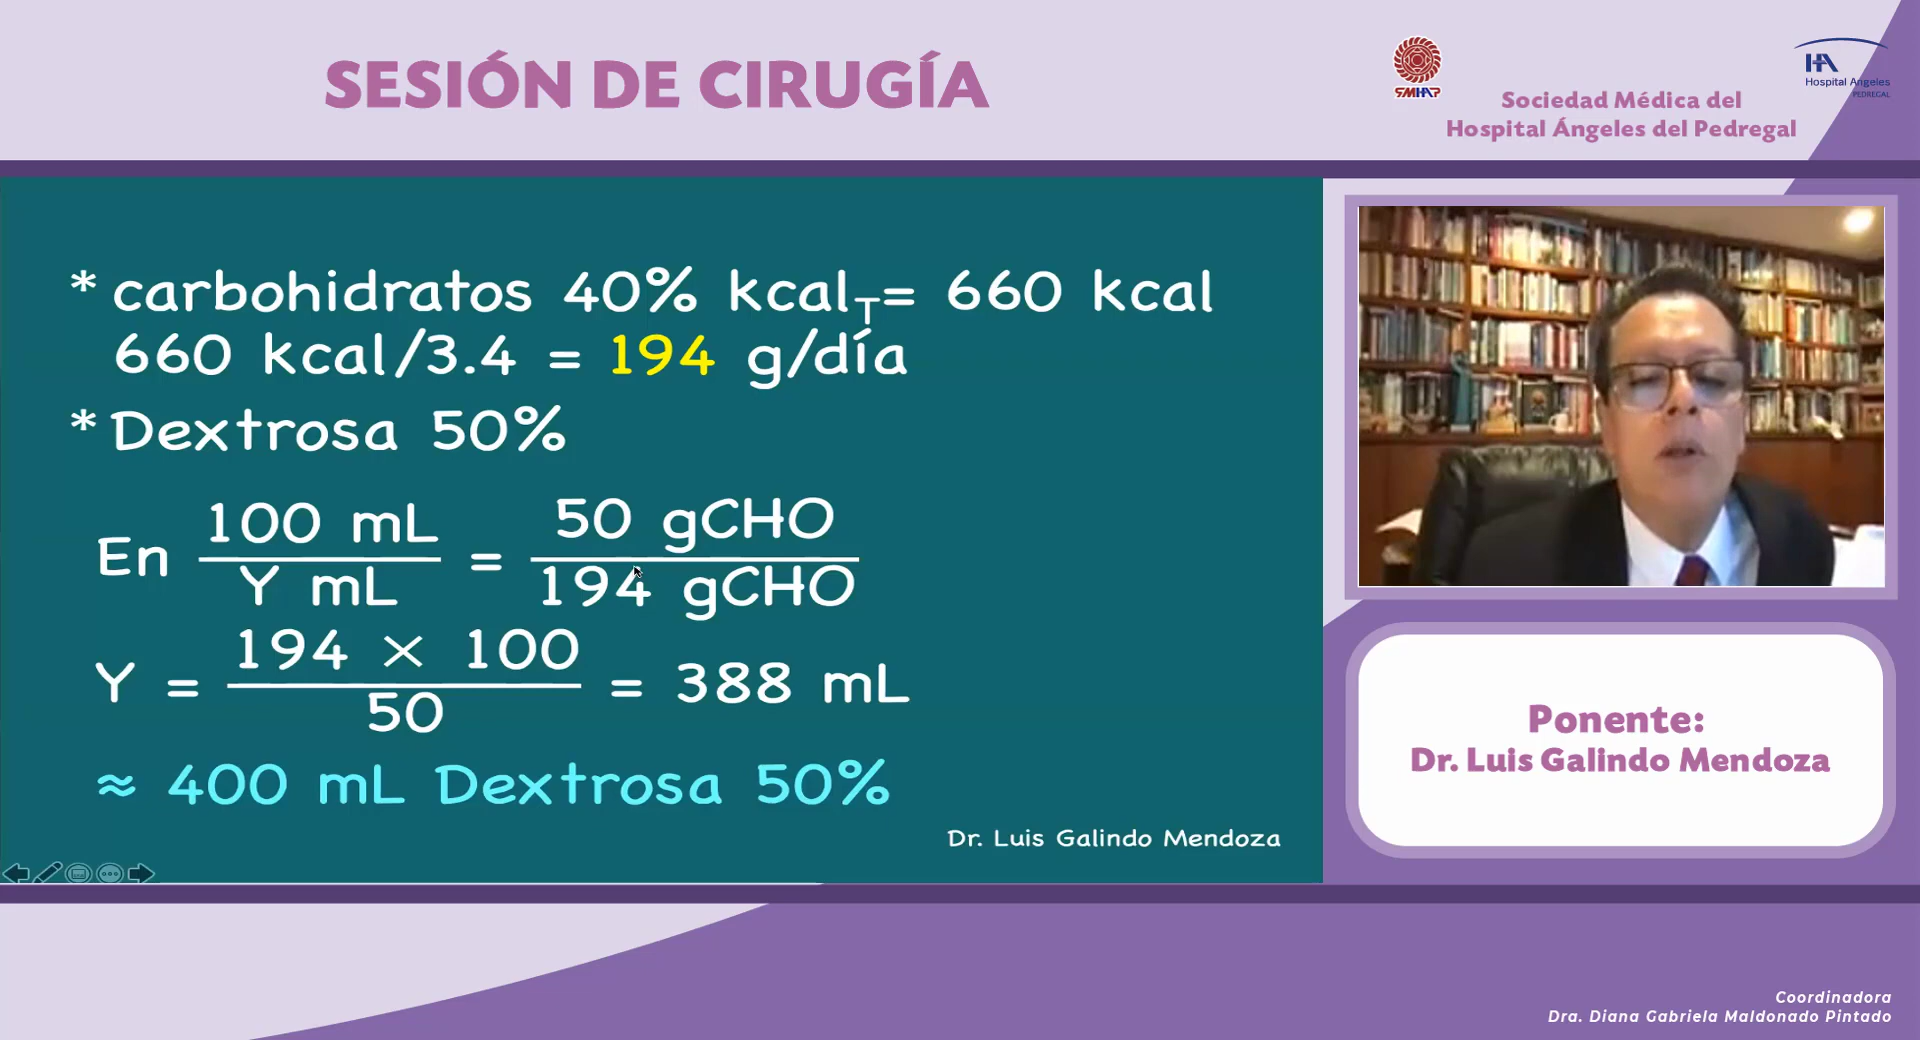 SESIÓN DE CIRUGÍA
SMHAP
Sociedad Médica del
Hospital Ángeles del Pedregal
HA
Hospital Angeles
PEDREGAL
* carbohidratos 40% kcalT= 660 kcal
660 kcal/3.4 = 194 g/día
* Dextrosa 50%
En 100 mL / Y mL = 50 gCHO / 194 gCHO
Y = 194 × 100 / 50 = 388 mL
≈ 400 mL Dextrosa 50%
Dr. Luis Galindo Mendoza
Ponente:
Dr. Luis Galindo Mendoza
Coordinadora
Dra. Diana Gabriela Maldonado Pintado